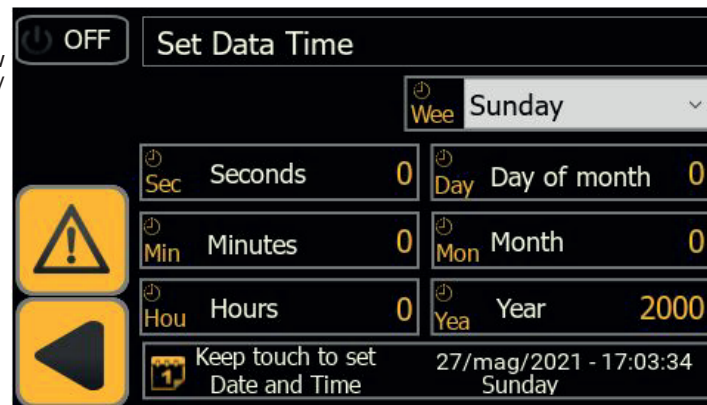 OFF
Set Data Time
Wee Sunday
Sec Seconds 0
Day Day of month 0
Min Minutes 0
Mon Month 0
Hou Hours 0
Yea Year 2000
1
Keep touch to set
Date and Time
27/mag/2021 - 17:03:34
Sunday